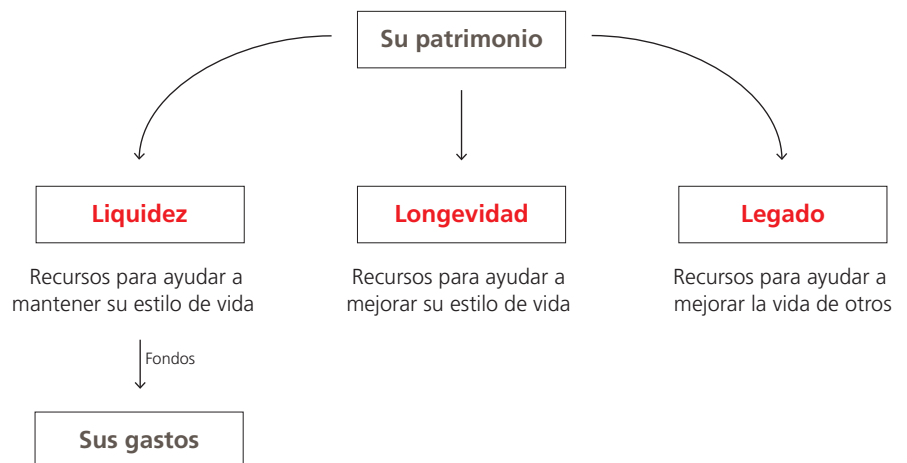 Su patrimonio
Liquidez
Longevidad
Legado
Recursos para ayudar a
mantener su estilo de vida
Recursos para ayudar a
mejorar su estilo de vida
Recursos para ayudar a
mejorar la vida de otros
Fondos
Sus gastos